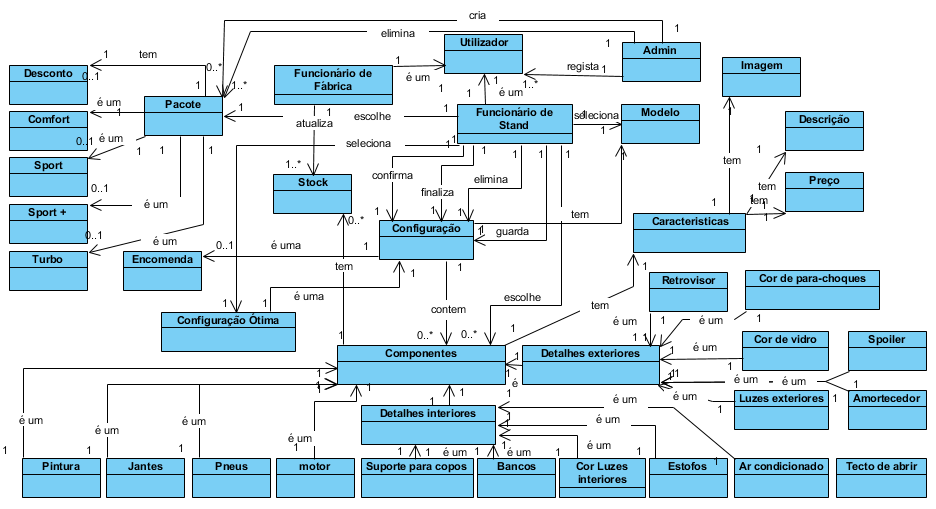 cria
1
elimina
1
Utilizador
1
Admin
1
tem
regista
1
Imagem
Desconto
0..1
0..*
1..*
1
Funcionário de
Fábrica
é um
1
é um
1..*
1
Comfort
é um
1
Pacote
1
escolhe
Funcionário de
Stand
seleciona
Modelo
Descrição
1
atualiza
Sport
0..1
é um
1
1
1
seleciona
1
1
1
1
1
1
1
confirma
tem
1
0..1
1..*
Stock
elimina
finaliza
tem
Preço
Sport +
é um
1
1
1
0..*
tem
tem
1
1
Configuração
1
guarda
Características
0..1
é um
0..1
é uma
1
1
1
Turbo
Encomenda
tem
Retrovisor
Cor de para-choques
1
1
é uma
contem
escolhe
tem
Configuração Ótima
é um
1
é um
1
0..*
0..*
1
1
1
1
Componentes
Detalhes exteriores
é um
Cor de vidro
Spoiler
1
1
é um
é um
1
é um
Luzes exteriores
1
Amortecedor
1
Detalhes interiores
1
é um
1
é um
é um
é um
é um
é um
é um
1
1
1
1
1
1
é um
é um
1
1
Pintura
Jantes
Pneus
motor
Suporte para copos
Bancos
Cor Luzes
interiores
Estofos
Ar condicionado
Tecto de abrir